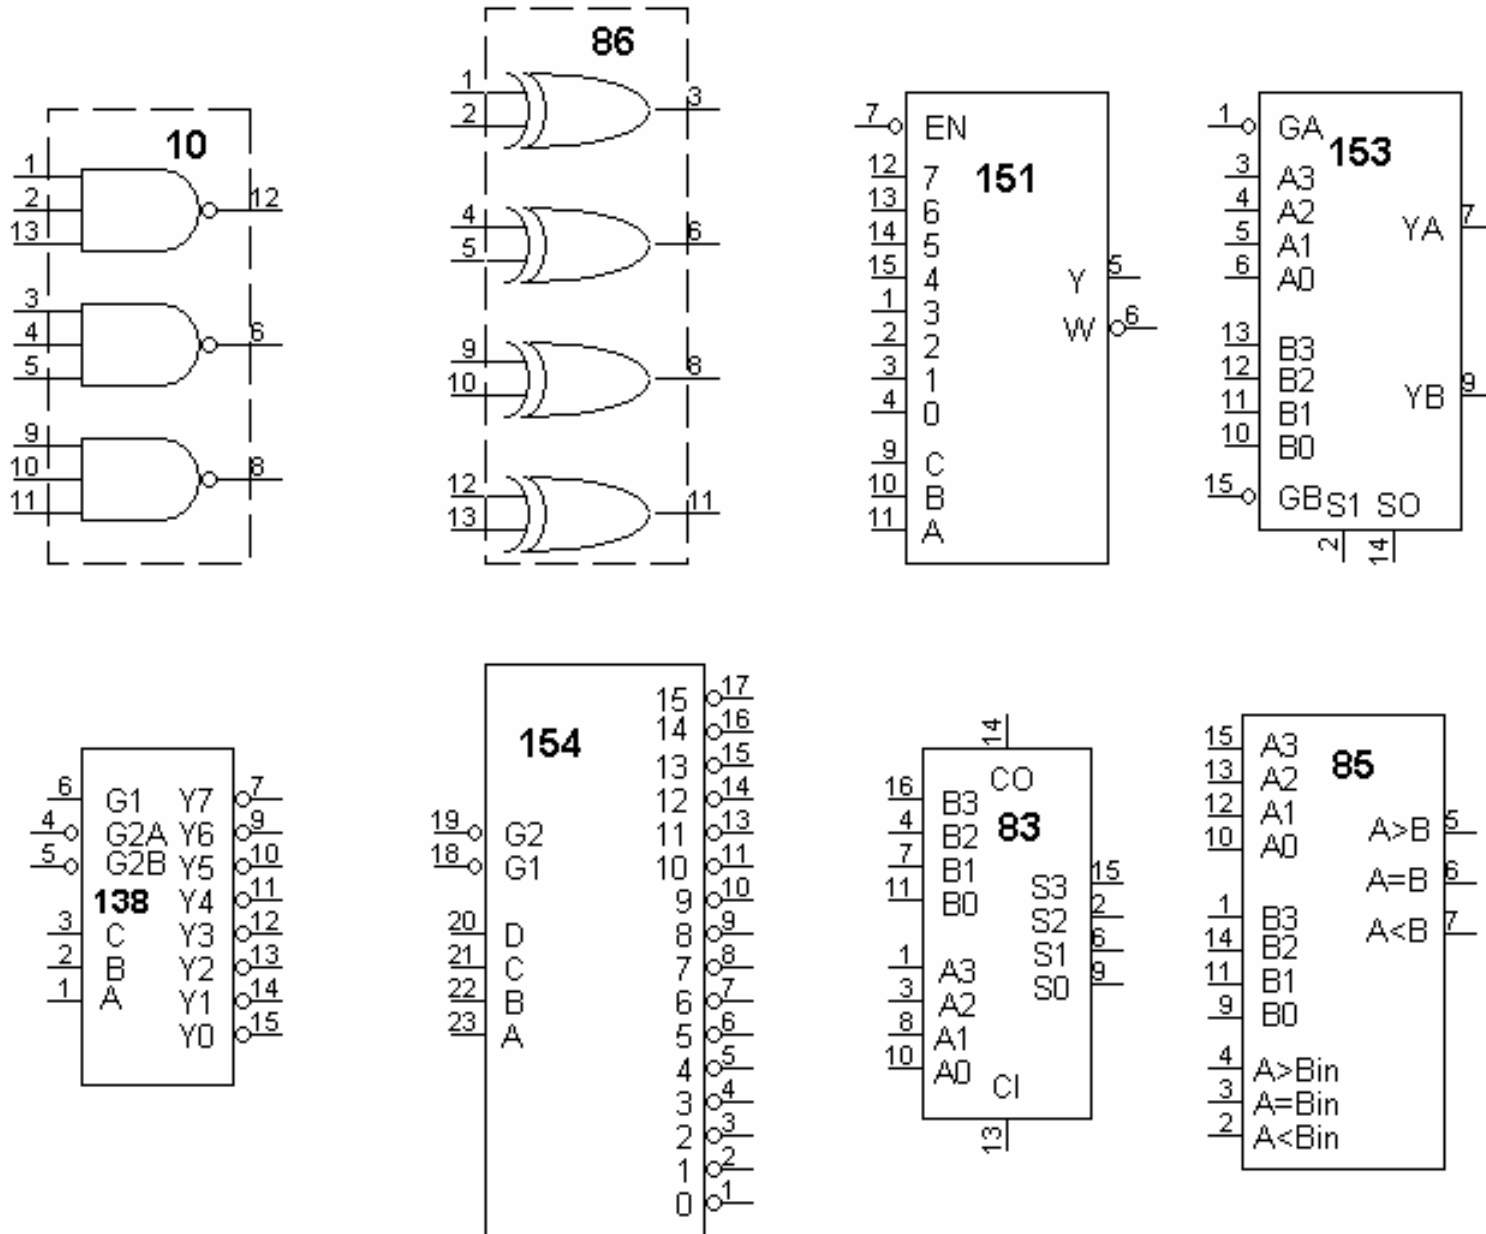 10
1
2
13
12
3
4
5
6
9
10
11
8
86
1
2
3
4
5
6
9
10
8
12
13
11
151
7 EN
12 7
13 6
14 5
15 4
1 3
2 2
3 1
4 0
9 C
10 B
11 A
Y 5
W 6
153
1 GA
3 A3
4 A2
5 A1
6 A0
13 B3
12 B2
11 B1
10 B0
15 GB
S1 S0
2 14
YA 7
YB 9
138
6 G1 Y7 7
4 G2A Y6 9
5 G2B Y5 10
Y4 11
3 C Y3 12
2 B Y2 13
1 A Y1 14
Y0 15
154
15 17
14 16
13 15
12 14
19 G2 11 13
18 G1 10 11
9 10
20 D 8 9
21 C 7 8
22 B 6 7
23 A 5 6
4 5
3 4
2 3
1 2
0 1
83
14
CO
16 B3
4 B2
7 B1
11 B0
S3 15
S2 2
S1 6
S0 9
1 A3
3 A2
8 A1
10 A0
CI
13
85
15 A3
13 A2
12 A1
10 A0
A>B 5
A=B 6
A<B 7
1 B3
14 B2
11 B1
9 B0
4 A>Bin
3 A=Bin
2 A<Bin